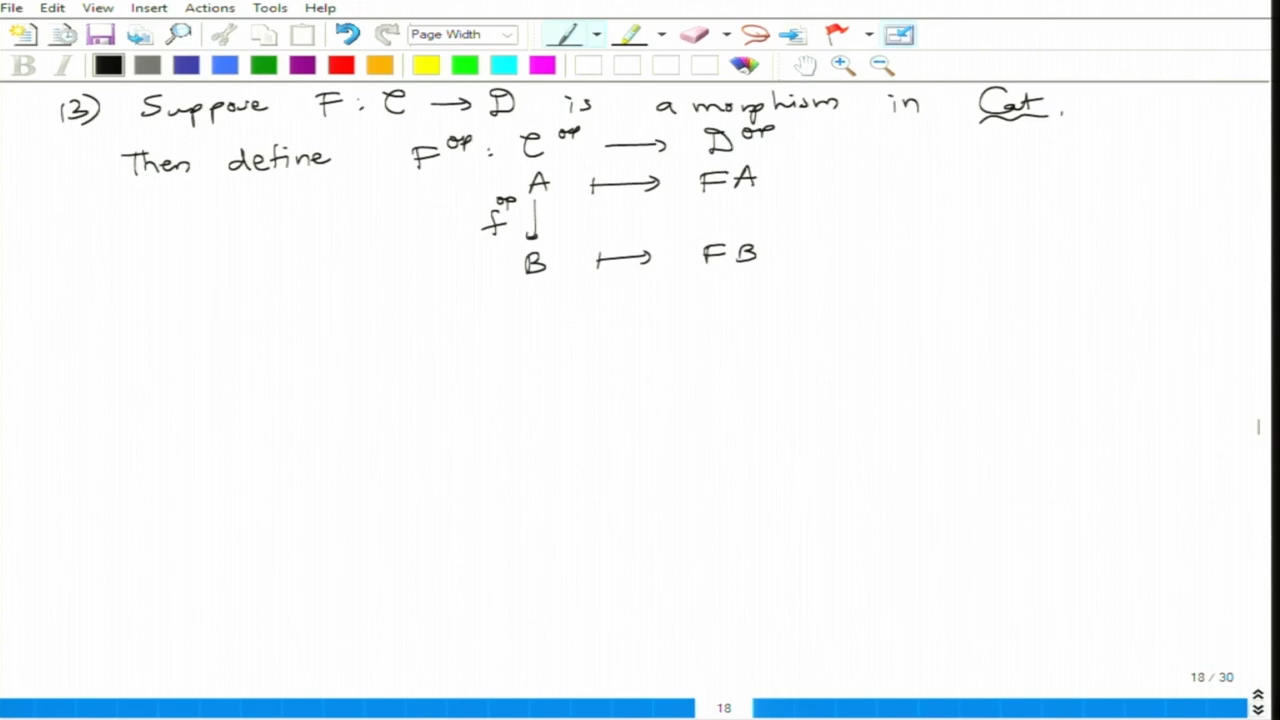 File Edit View Insert Actions Tools Help
Page Width
B I
(3) Suppose F : C → D is a morphism in Cat.
Then define F^op : C^op → D^op
A ↦ FA
f^op ↓
B ↦ FB
18 / 30
18